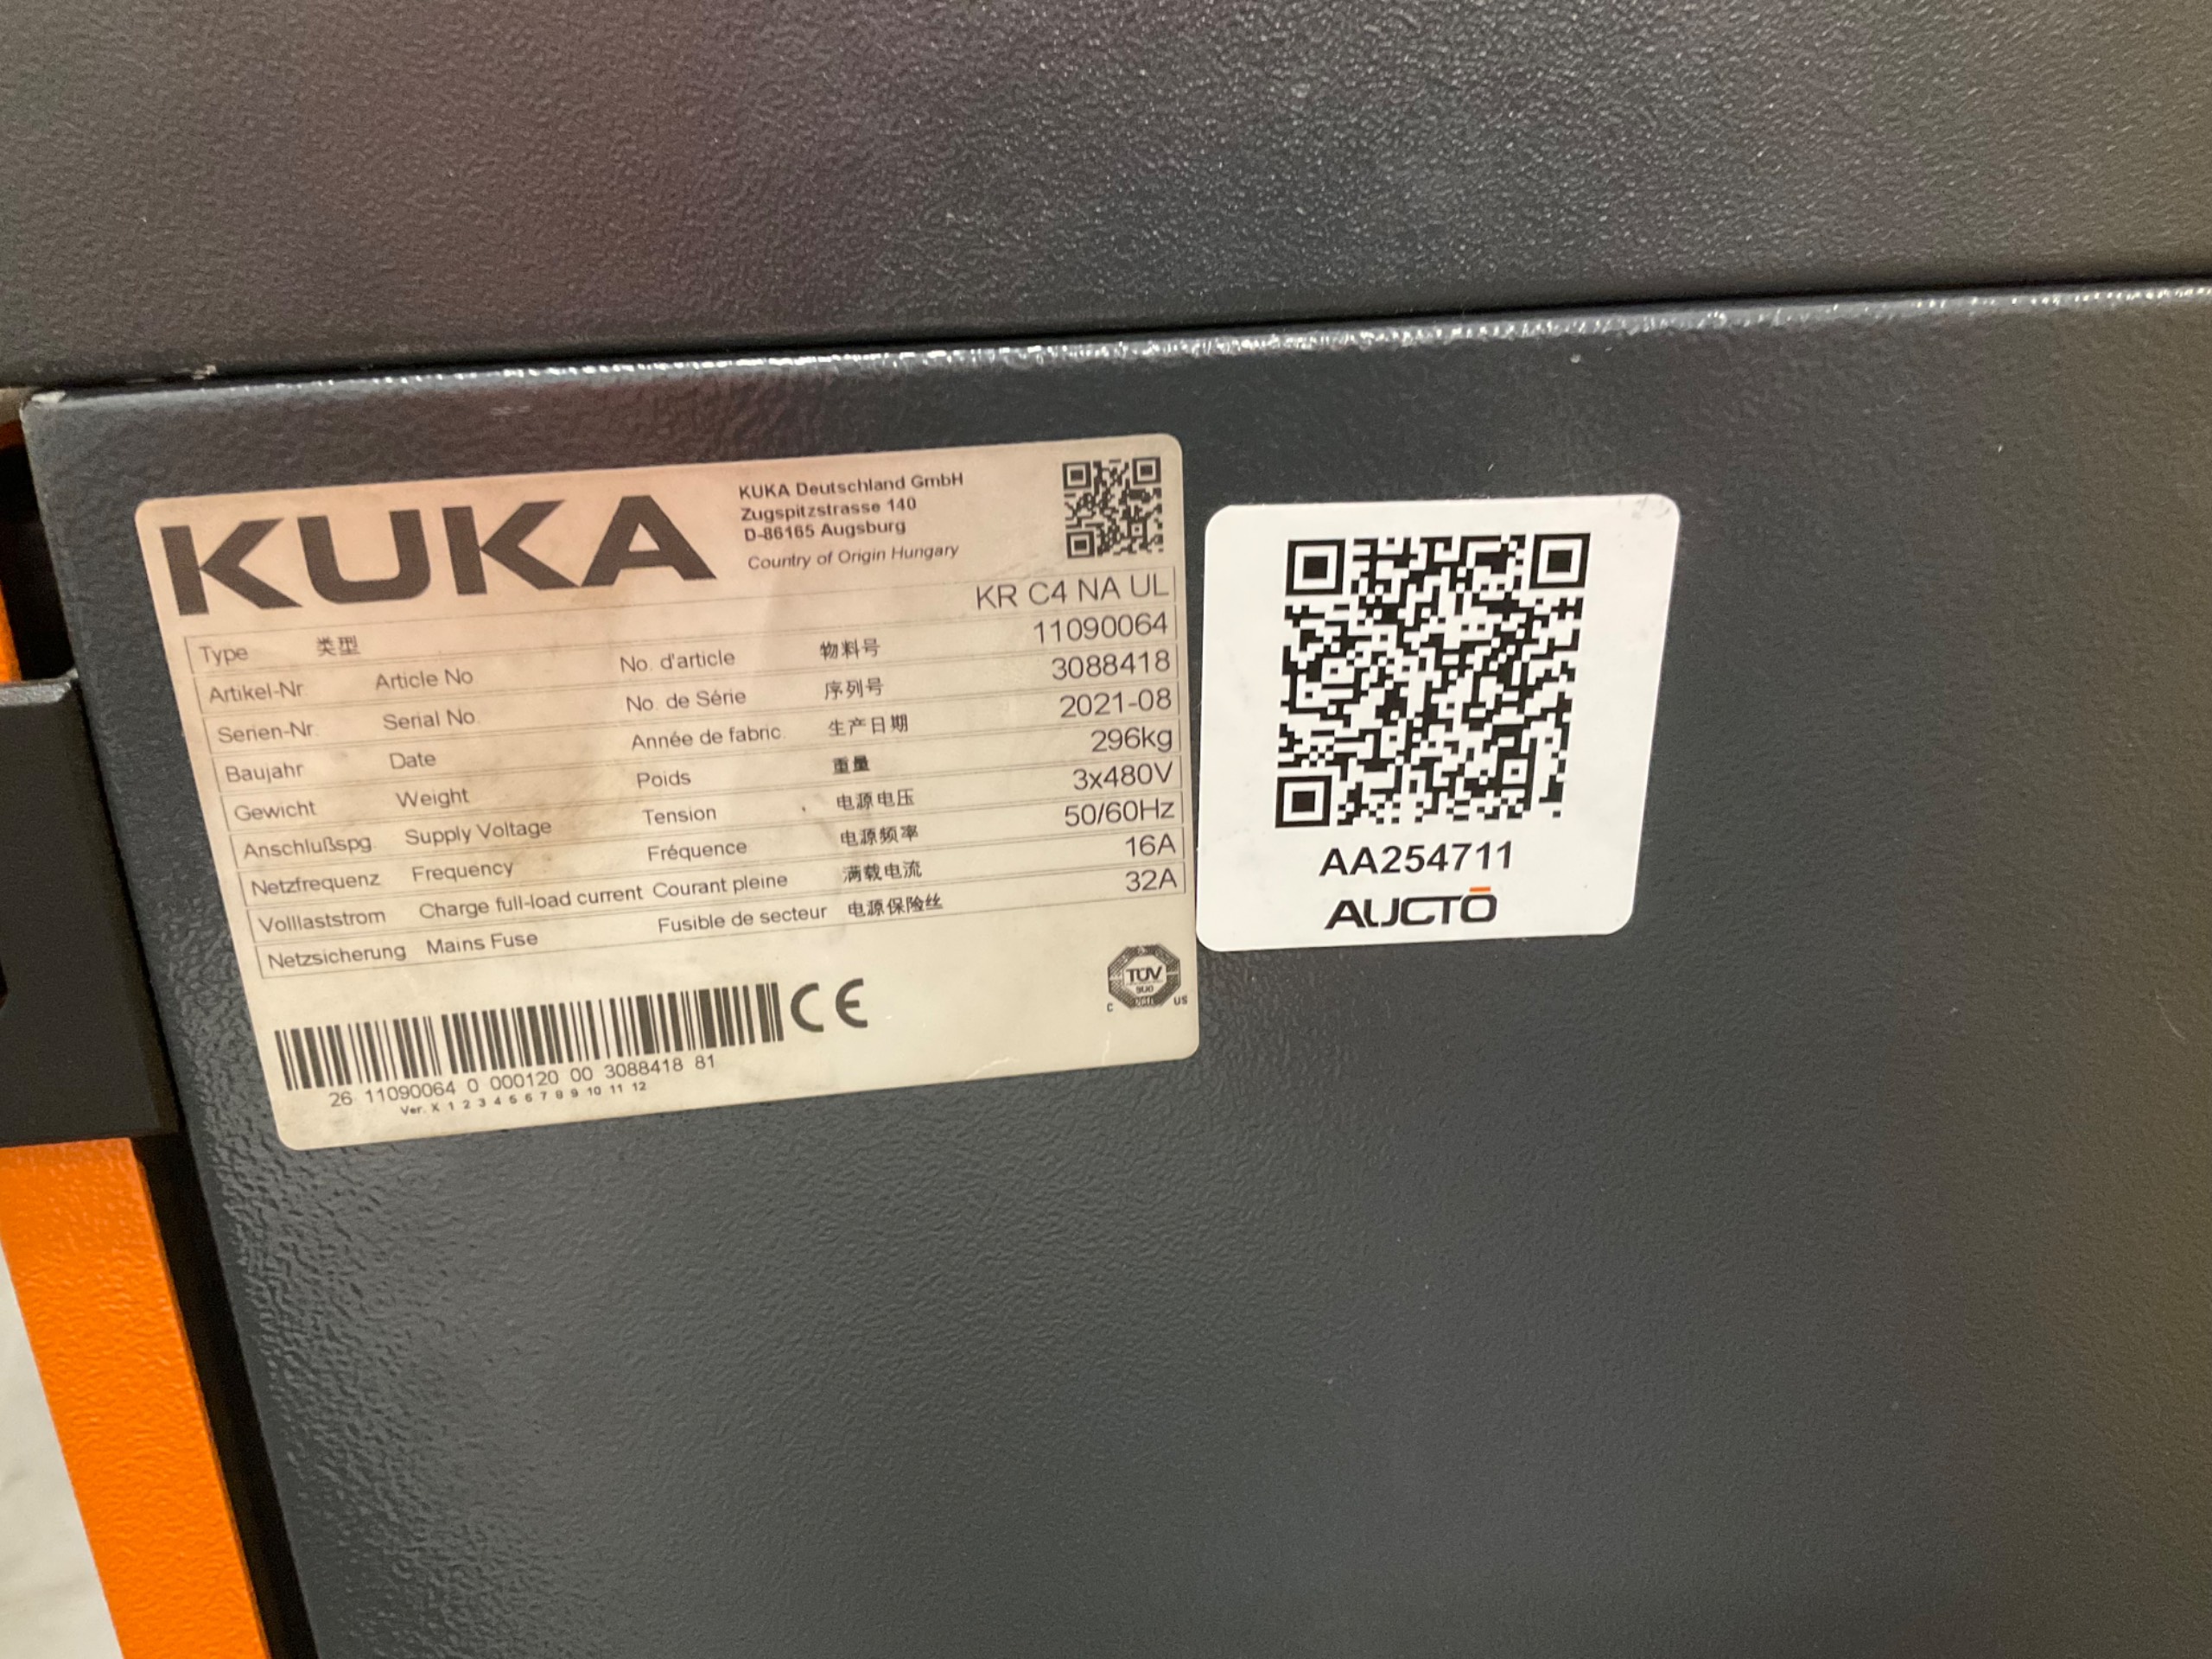 KUKA
KUKA Deutschland GmbH
Zugspitzstrasse 140
D-86165 Augsburg
Country of Origin Hungary
Type 类型 KR C4 NA UL
Artikel-Nr Article No No. d'article 物料号 11090064
Serien-Nr. Serial No. No. de Série 序列号 3088418
Baujahr Date Année de fabric. 生产日期 2021-08
Gewicht Weight Poids 重量 296kg
Anschlußspg. Supply Voltage Tension 电源电压 3x480V
Netzfrequenz Frequency Fréquence 电源频率 50/60Hz
Volllaststrom Charge full-load current Courant pleine 满载电流 16A
Netzsicherung Mains Fuse Fusible de secteur 电源保险丝 32A
CE
TÜV
SÜD
C US
26 11090064 0 000120 00 3088418 81
Ver. X 1 2 3 4 5 6 7 8 9 10 11 12
AA254711
AUCTŌ